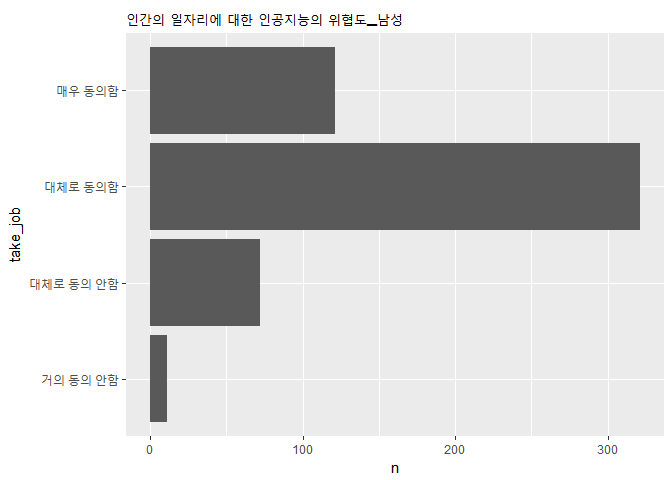 인간의 일자리에 대한 인공지능의 위협도_남성
take_job
매우 동의함
대체로 동의함
대체로 동의 안함
거의 동의 안함
0 100 200 300
n